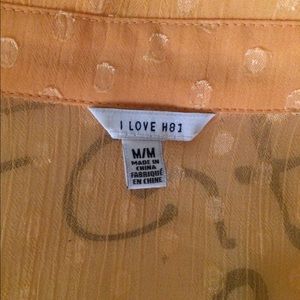 I LOVE H81
M/M
MADE IN
CHINA
FABRIQUÉ
EN CHINE